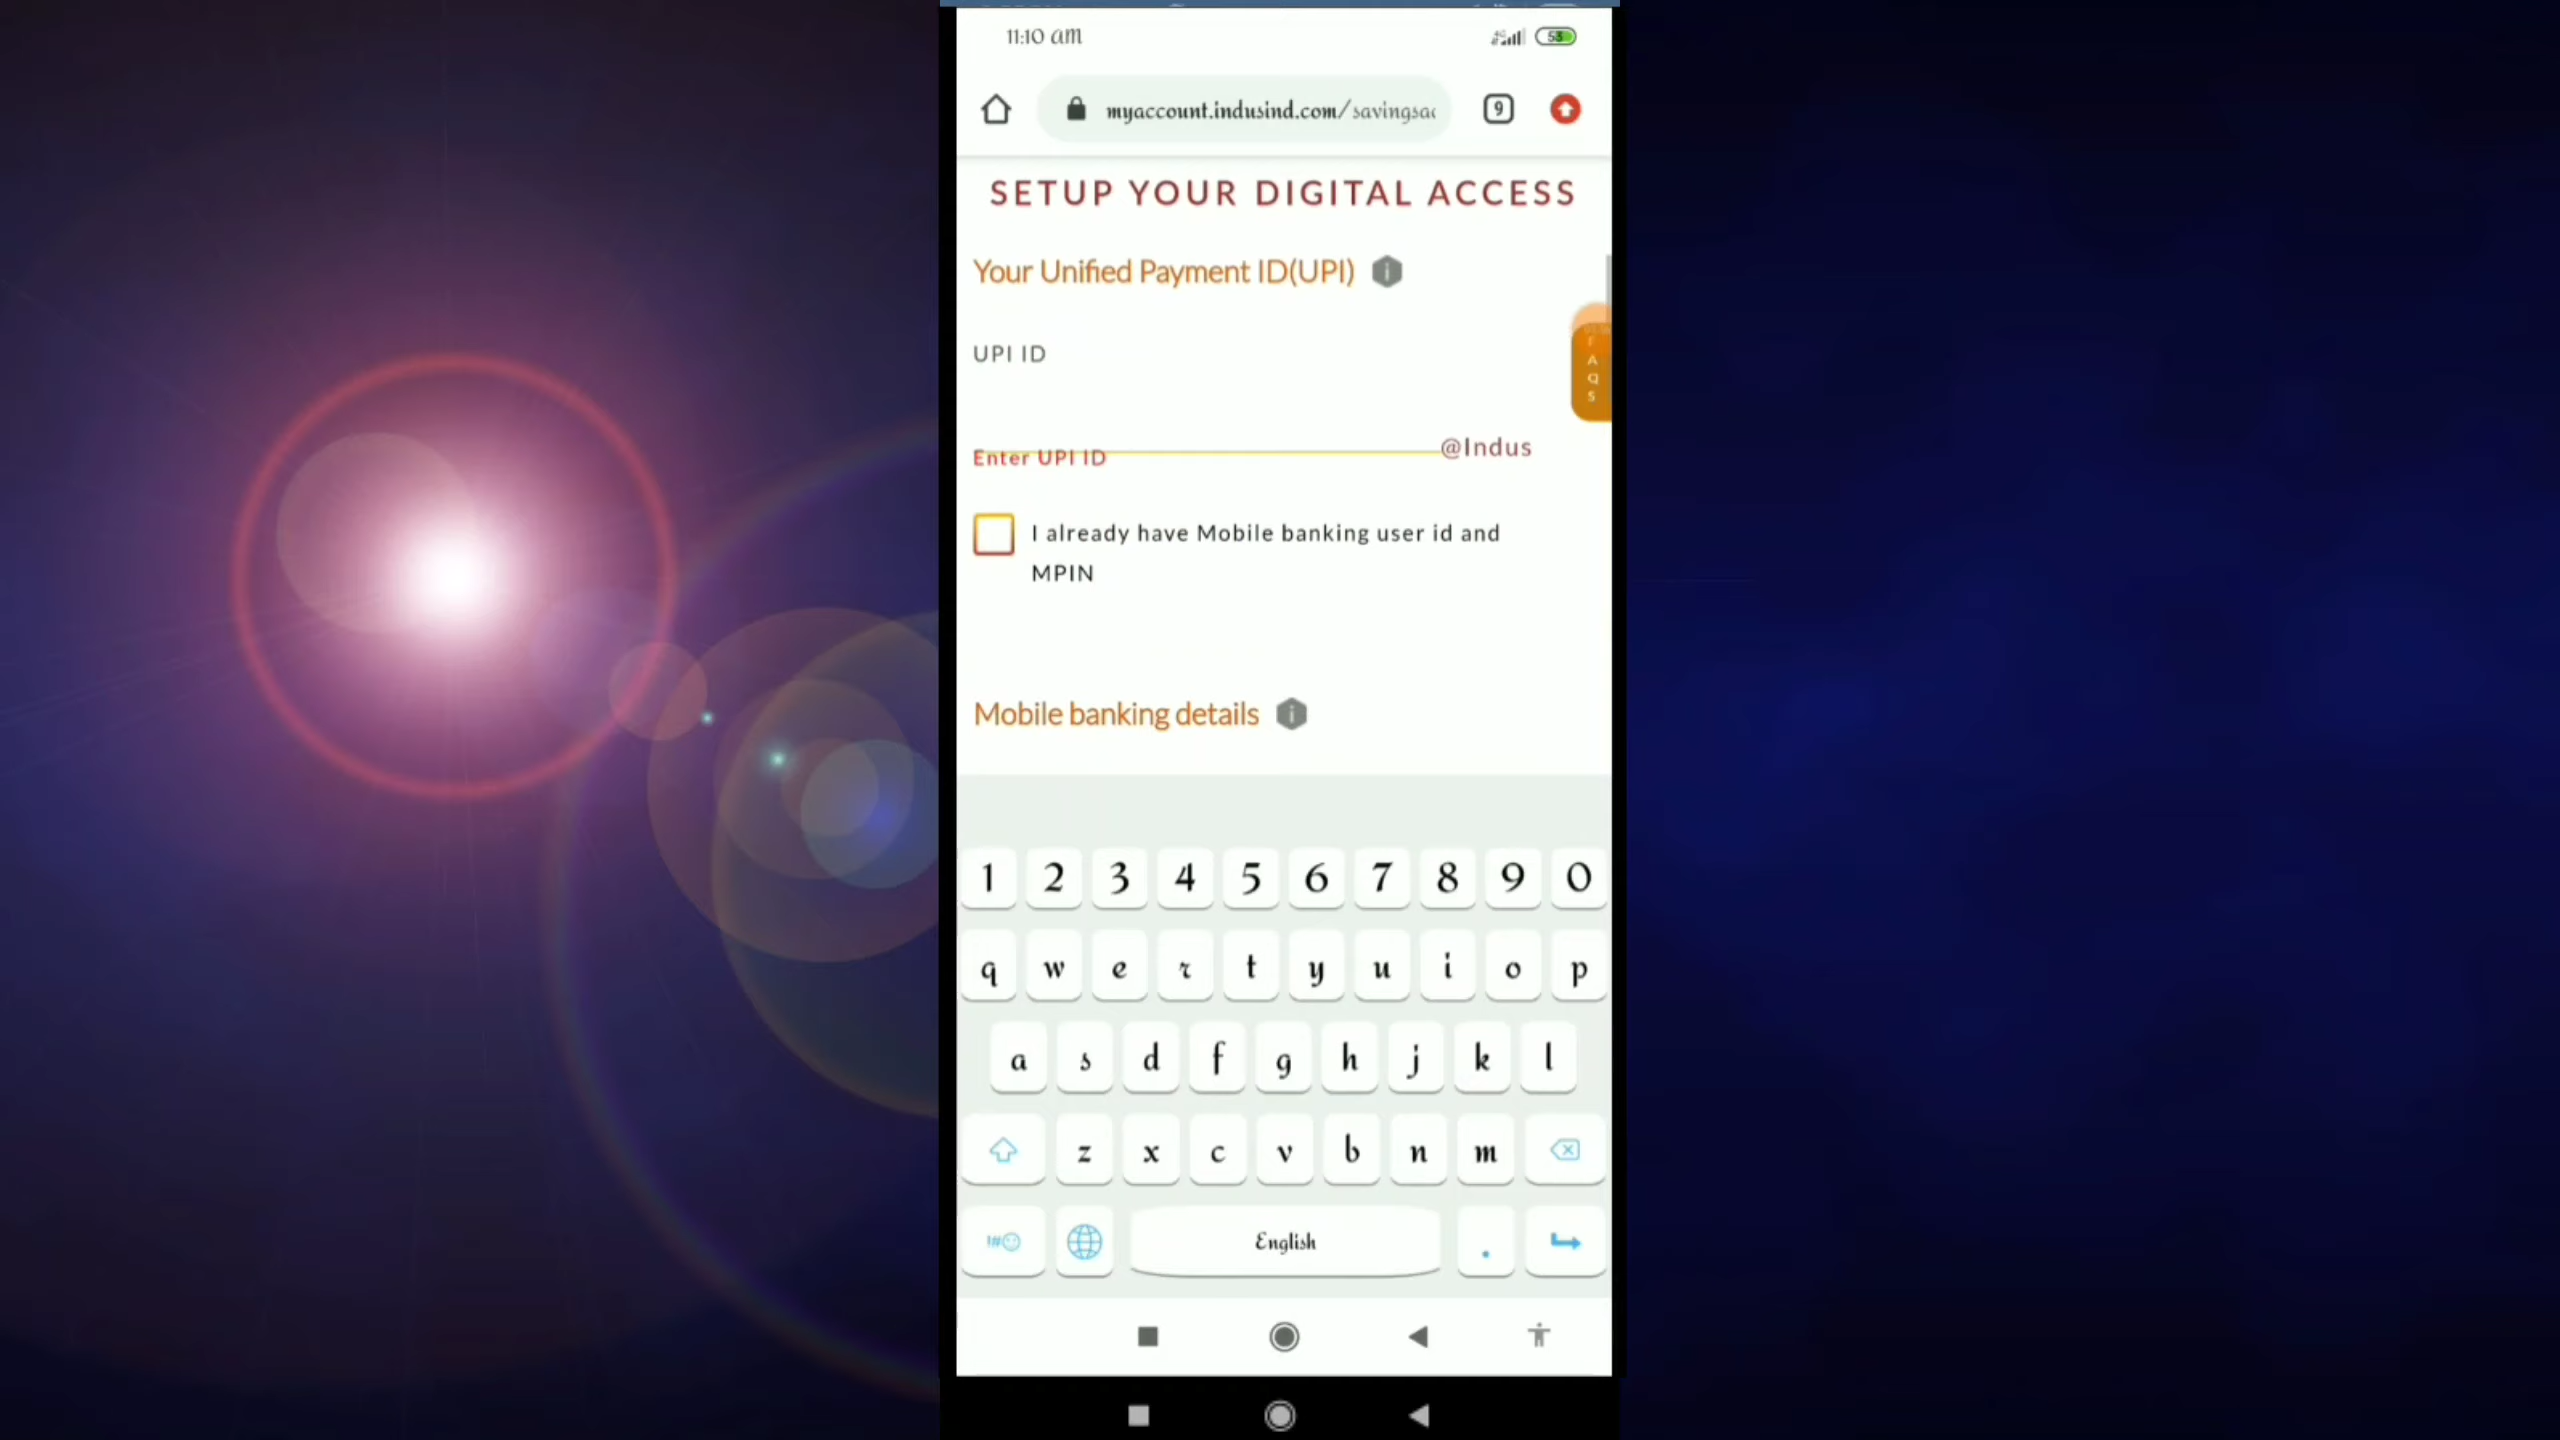 11:10 am
53
myaccount.indusind.com/savingsac
9
SETUP YOUR DIGITAL ACCESS
Your Unified Payment ID(UPI)
UPI ID
FAQS
@Indus
Enter UPI ID
I already have Mobile banking user id and
MPIN
Mobile banking details
1 2 3 4 5 6 7 8 9 0
q w e r t y u i o p
a s d f g h j k l
z x c v b n m
!#☺ English .